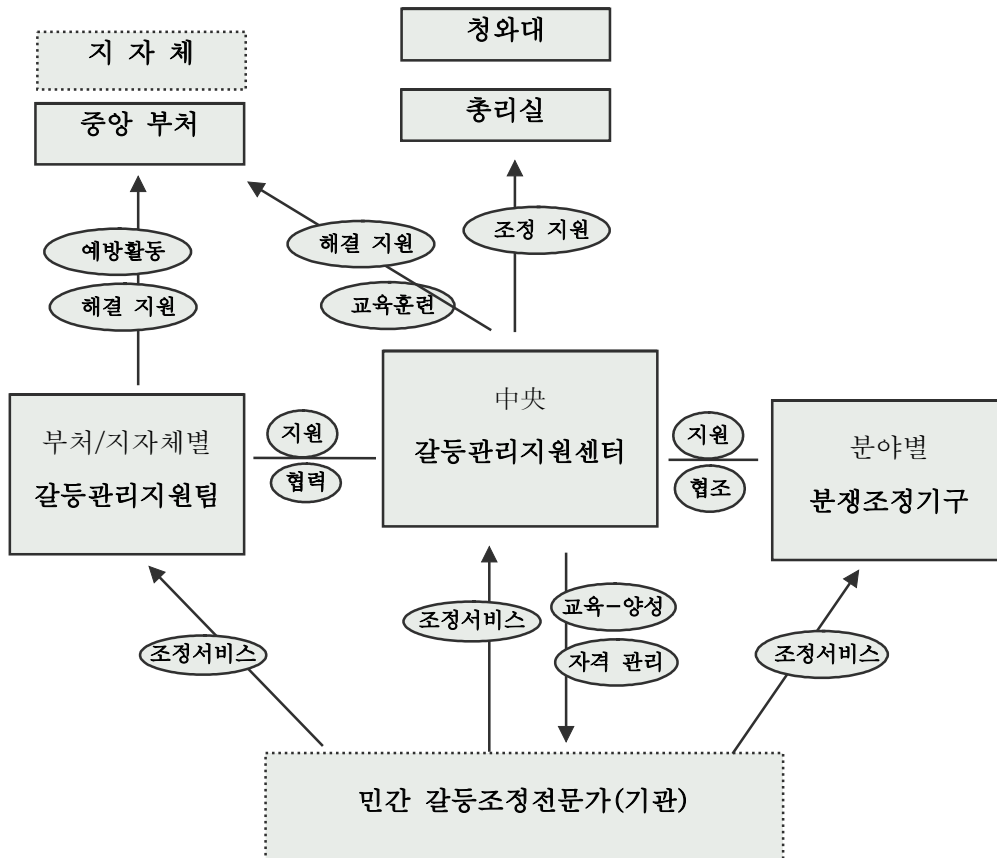 청와대
지 자 체
총리실
중앙 부처
조정 지원
예방활동
해결 지원
해결 지원
교육훈련
中央
갈등관리지원센터
부처/지자체별
갈등관리지원팀
지원
협력
지원
협조
분야별
분쟁조정기구
조정서비스
교육-양성
자격 관리
조정서비스
조정서비스
민간 갈등조정전문가(기관)